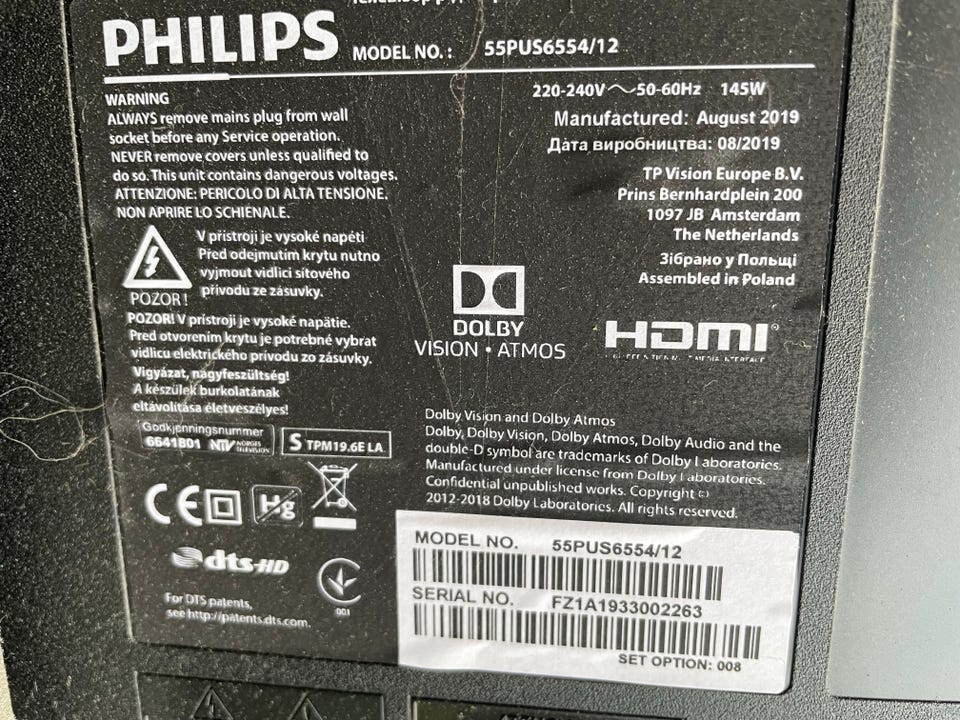 PHILIPS MODEL NO. : 55PUS6554/12
WARNING
ALWAYS remove mains plug from wall
socket before any Service operation.
NEVER remove covers unless qualified to
do so. This unit contains dangerous voltages.
ATTENZIONE: PERICOLO DI ALTA TENSIONE.
NON APRIRE LO SCHIENALE.
V přístroji je vysoké napětí
Před odejmutím krytu nutno
vyjmout vidlici síťového
přívodu ze zásuvky.
POZOR!
POZOR! V prístroji je vysoké napätie.
Pred otvorením krytu je potrebné vybrat
vidlicu elektrického prívodu zo zásuvky.
Vigyázat, nagyfeszültség!
A készülek burkolatának
eltávolítása életveszélyes!
Godkjenningsnummer
6641801 NTV NORGES TELEVISION
S TPM19.6E LA
CE
Hg
dts-HD
For DTS patents,
see http://patents.dts.com.
001
220-240V ~ 50-60Hz 145W
Manufactured: August 2019
Дата виробництва: 08/2019
TP Vision Europe B.V.
Prins Bernhardplein 200
1097 JB Amsterdam
The Netherlands
Зібрано у Польщі
Assembled in Poland
DOLBY
VISION • ATMOS
HDMI®
Dolby Vision and Dolby Atmos
Dolby, Dolby Vision, Dolby Atmos, Dolby Audio and the
double-D symbol are trademarks of Dolby Laboratories.
Manufactured under license from Dolby Laboratories.
Confidential unpublished works. Copyright ©
2012-2018 Dolby Laboratories. All rights reserved.
MODEL NO. 55PUS6554/12
SERIAL NO. FZ1A1933002263
SET OPTION: 008